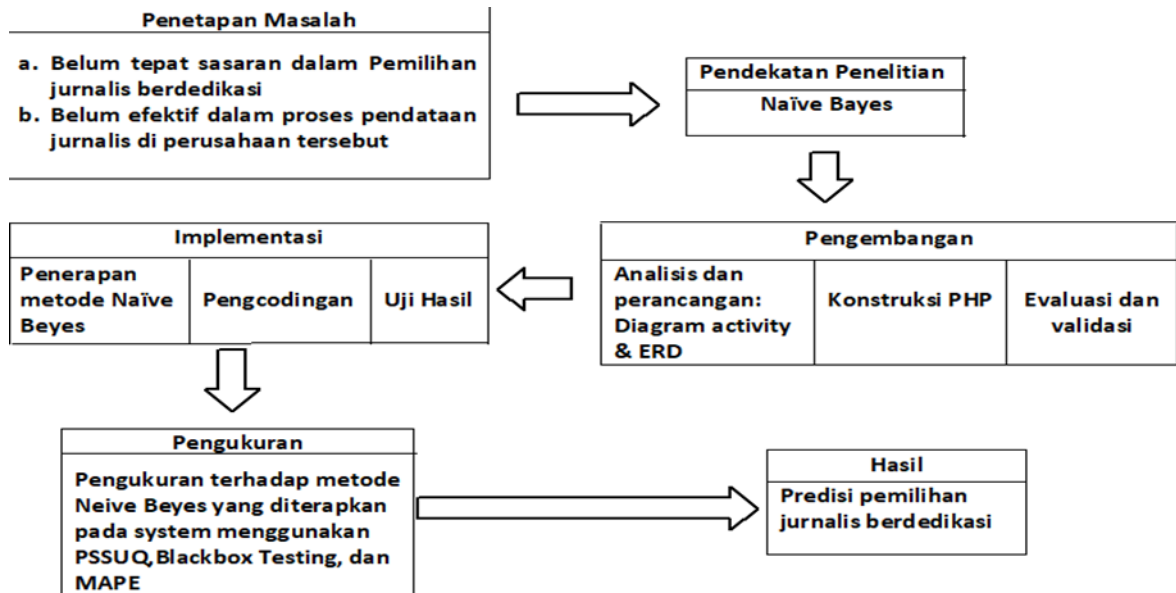 Penetapan Masalah
a. Belum tepat sasaran dalam Pemilihan
jurnalis berdedikasi
b. Belum efektif dalam proses pendataan
jurnalis di perusahaan tersebut
Pendekatan Penelitian
Naïve Bayes
Pengembangan
Analisis dan
perancangan:
Diagram activity
& ERD
Konstruksi PHP
Evaluasi dan
validasi
Implementasi
Penerapan
metode Naïve
Beyes
Pengcodingan
Uji Hasil
Pengukuran
Pengukuran terhadap metode
Neive Beyes yang diterapkan
pada system menggunakan
PSSUQ,Blackbox Testing, dan
MAPE
Hasil
Predisi pemilihan
jurnalis berdedikasi